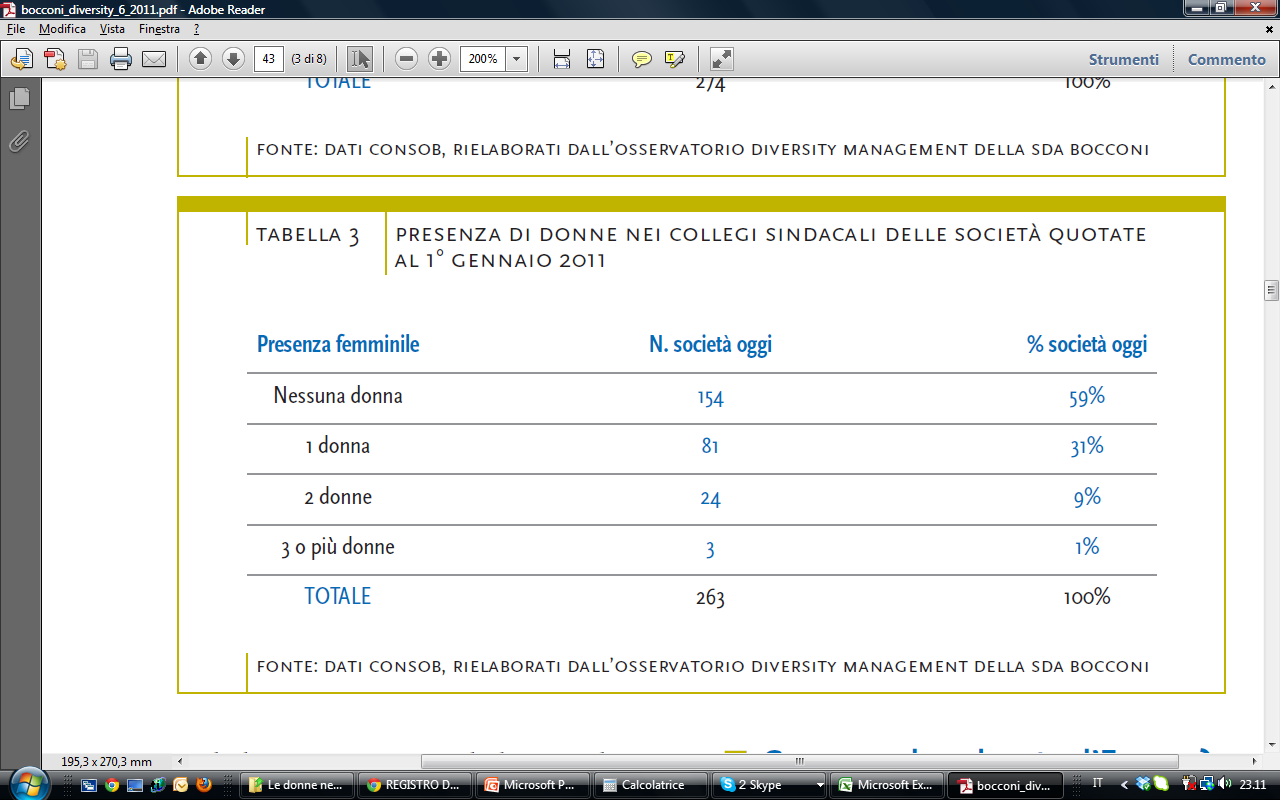 bocconi_diversity_6_2011.pdf - Adobe Reader
File Modifica Vista Finestra ?
43 (3 di 8) 200% Strumenti Commento
TOTALE 274 100%
FONTE: DATI CONSOB, RIELABORATI DALL'OSSERVATORIO DIVERSITY MANAGEMENT DELLA SDA BOCCONI
TABELLA 3 PRESENZA DI DONNE NEI COLLEGI SINDACALI DELLE SOCIETÀ QUOTATE
AL 1° GENNAIO 2011
Presenza femminile N. società oggi % società oggi
Nessuna donna 154 59%
1 donna 81 31%
2 donne 24 9%
3 o più donne 3 1%
TOTALE 263 100%
FONTE: DATI CONSOB, RIELABORATI DALL'OSSERVATORIO DIVERSITY MANAGEMENT DELLA SDA BOCCONI
195,3 x 270,3 mm
Le donne ne... REGISTRO D... Microsoft P... Calcolatrice 2 Skype Microsoft Ex... bocconi_div... IT 23.11